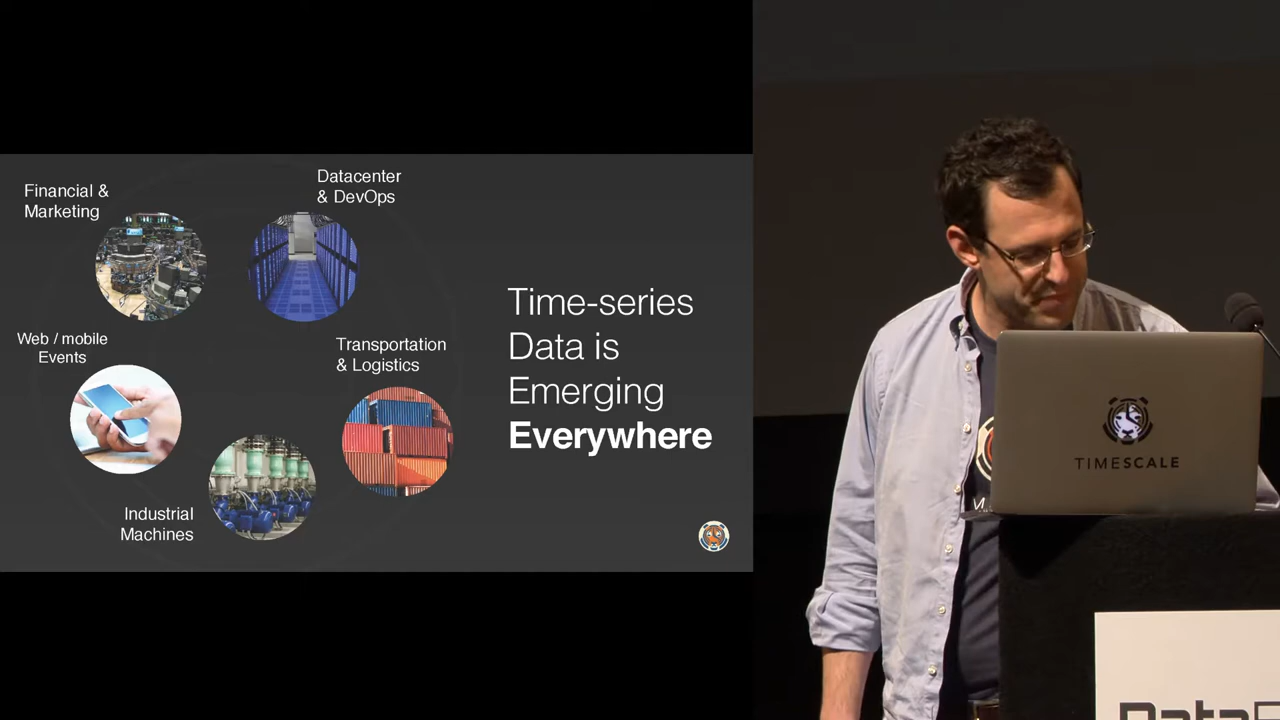 Financial &
Marketing
Datacenter
& DevOps
Web / mobile
Events
Transportation
& Logistics
Industrial
Machines
Time-series
Data is
Emerging
Everywhere
TIMESCALE